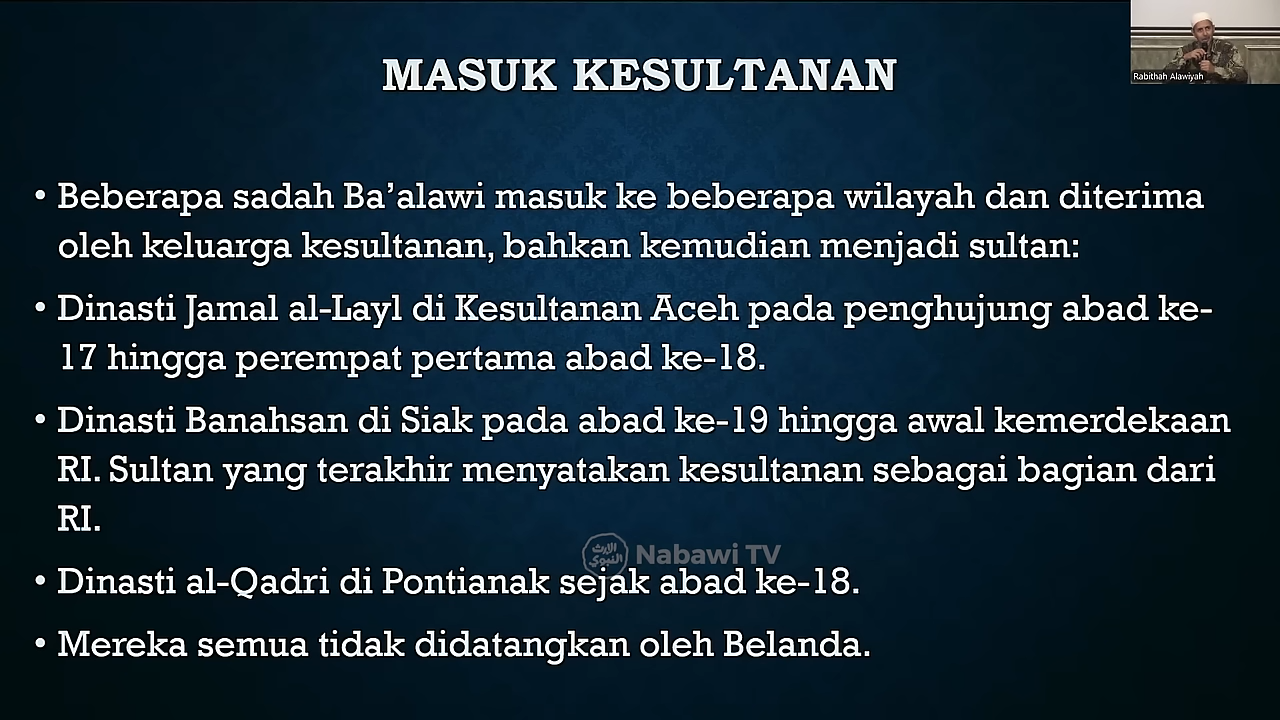 MASUK KESULTANAN
Rabithah Alawiyah
• Beberapa sadah Ba’alawi masuk ke beberapa wilayah dan diterima
oleh keluarga kesultanan, bahkan kemudian menjadi sultan:
• Dinasti Jamal al-Layl di Kesultanan Aceh pada penghujung abad ke-
17 hingga perempat pertama abad ke-18.
• Dinasti Banahsan di Siak pada abad ke-19 hingga awal kemerdekaan
RI. Sultan yang terakhir menyatakan kesultanan sebagai bagian dari
RI.
الإرث
النبوي
Nabawi TV
• Dinasti al-Qadri di Pontianak sejak abad ke-18.
• Mereka semua tidak didatangkan oleh Belanda.